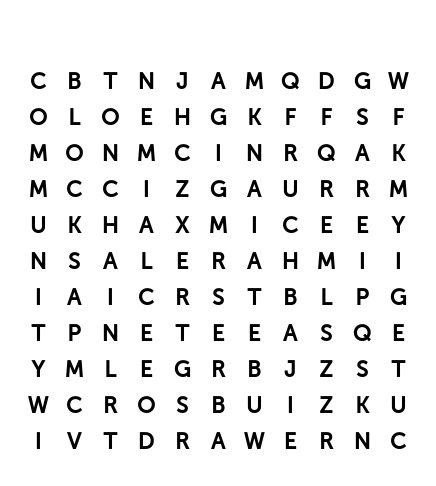 C B T N J A M Q D G W
O L O E H G K F F S F
M O N M C I N R Q A K
M C C I Z G A U R R M
U K H A X M I C E E Y
N S A L E R A H M I I
I A I C R S T B L P G
T P N E T E E A S Q E
Y M L E G R B J Z S T
W C R O S B U I Z K U
I V T D R A W E R N C